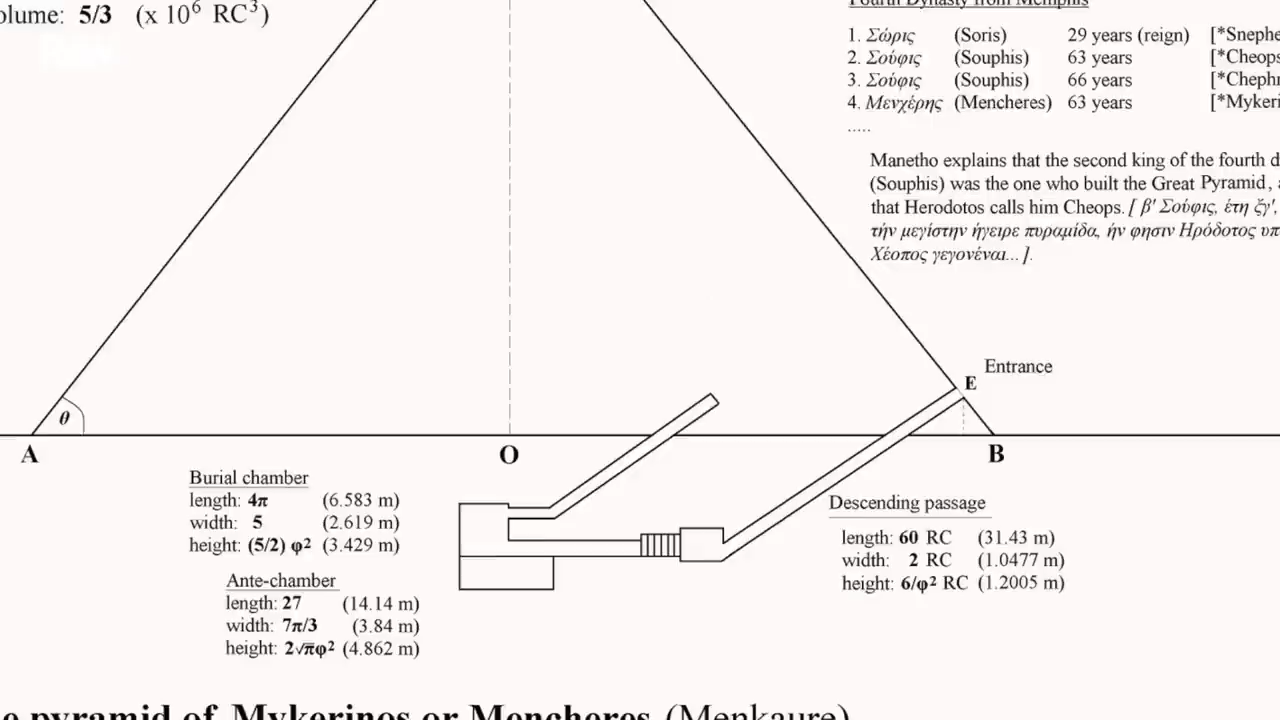 olume: 5/3 (x 10⁶ RC³)
Fourth Dynasty from Memphis
1. Σώρις (Soris) 29 years (reign) [*Snephe
2. Σούφις (Souphis) 63 years [*Cheops
3. Σούφις (Souphis) 66 years [*Chephr
4. Μενχέρης (Mencheres) 63 years [*Mykeri
.....
Manetho explains that the second king of the fourth d
(Souphis) was the one who built the Great Pyramid, a
that Herodotos calls him Cheops. [ β' Σούφις, έτη ξγ',
τήν μεγίστην ήγειρε πυραμίδα, ήν φησιν Ηρόδοτος υπ
Χέοπος γεγονέναι... ].
Entrance
E
θ
A
O
B
Burial chamber
length: 4π (6.583 m)
width: 5 (2.619 m)
height: (5/2) φ² (3.429 m)
Ante-chamber
length: 27 (14.14 m)
width: 7π/3 (3.84 m)
height: 2√πφ² (4.862 m)
Descending passage
length: 60 RC (31.43 m)
width: 2 RC (1.0477 m)
height: 6/φ² RC (1.2005 m)
e pyramid of Mykerinos or Mencheres (Menkaure)